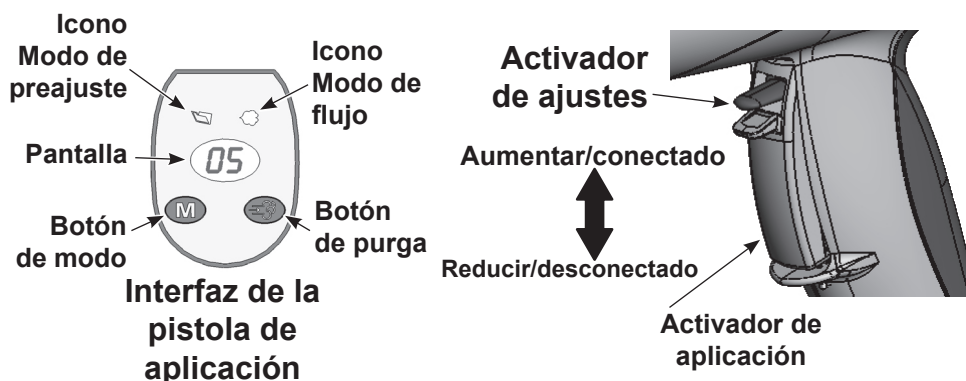 Icono
Modo de
preajuste
Icono
Modo de
flujo
Pantalla
05
M
Botón
de modo
Botón
de purga
Interfaz de la
pistola de
aplicación
Activador
de ajustes
Aumentar/conectado
Reducir/desconectado
Activador de
aplicación